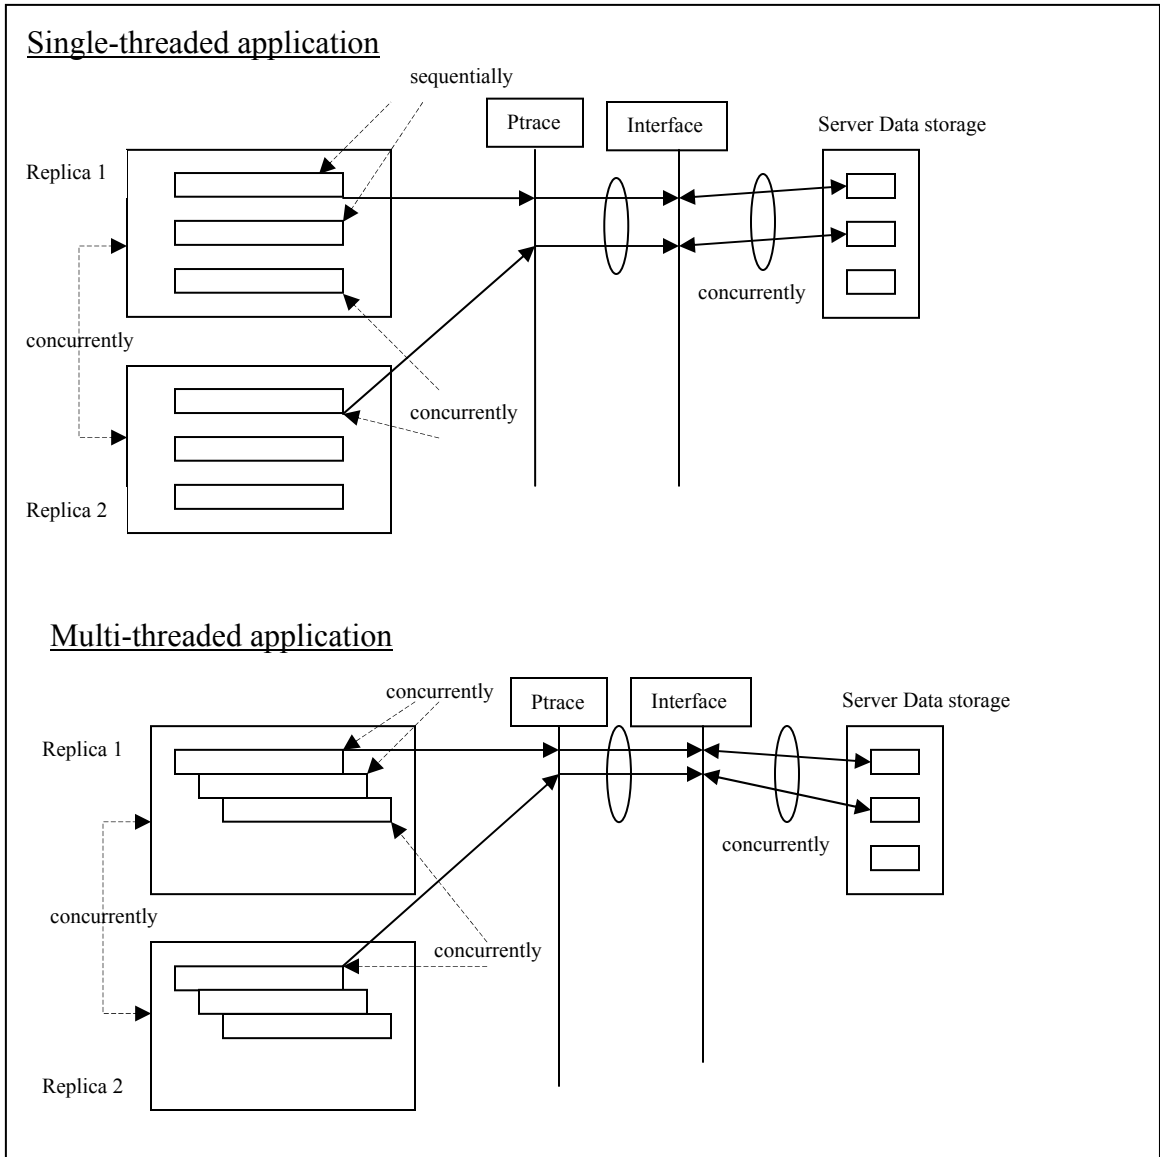 Single-threaded application
sequentially
Ptrace
Interface
Server Data storage
Replica 1
concurrently
concurrently
concurrently
Replica 2
Multi-threaded application
concurrently
Ptrace
Interface
Server Data storage
Replica 1
concurrently
concurrently
concurrently
Replica 2